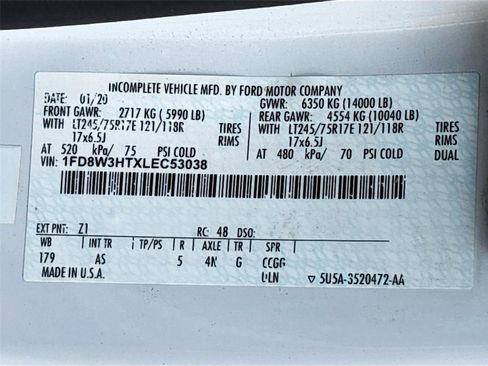 INCOMPLETE VEHICLE MFD. BY FORD MOTOR COMPANY
DATE: 01/20 GVWR: 6350 KG (14000 LB)
FRONT GAWR: 2717 KG (5990 LB) REAR GAWR: 4554 KG (10040 LB)
WITH LT245/75R17E 121/118R TIRES WITH LT245/75R17E 121/118R TIRES
17x6.5J RIMS 17x6.5J RIMS
AT 520 kPa/ 75 PSI COLD AT 480 kPa/ 70 PSI COLD DUAL
VIN: 1FD8W3HTXLEC53038
EXT PNT: Z1 RC: 48 DSO:
WB INT TR TP/PS R AXLE TR SPR
179 AS 5 4N G CCGG
MADE IN U.S.A. ULN ▽ 5U5A-3520472-AA